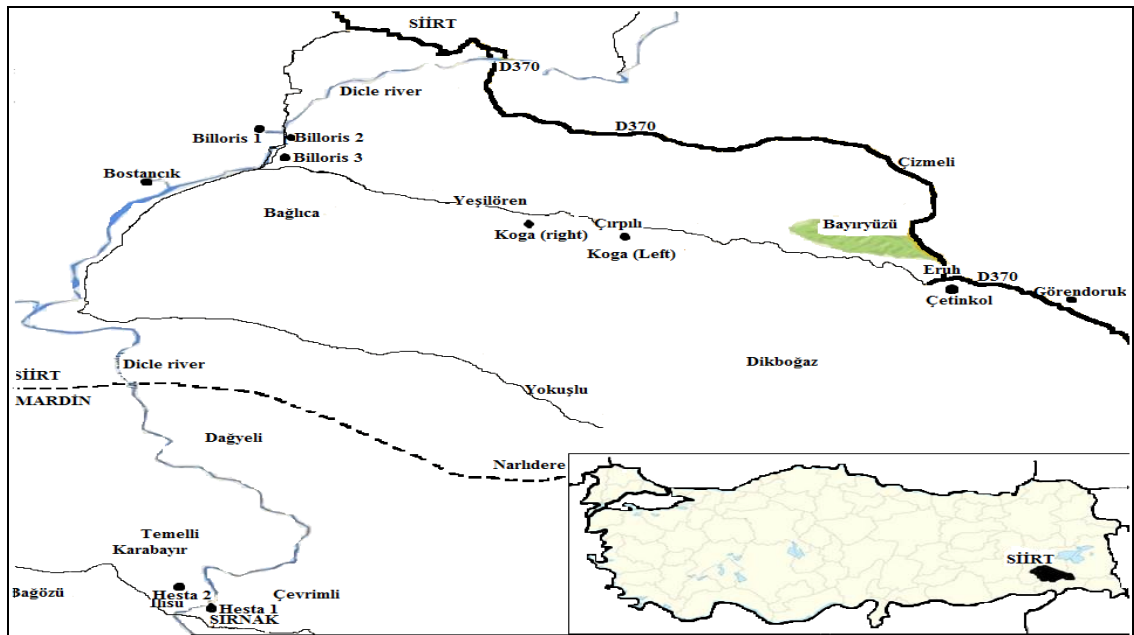 SİİRT
D370
Dicle river
D370
Billoris 1
Billoris 2
Billoris 3
Çizmeli
Bostancık
Yeşilören
Bağlıca
Çırpılı
Bayıryüzü
Koga (right)
Koga (Left)
Eruh
D370
Çetinkol
Görendoruk
Dicle river
Dikboğaz
SİİRT
Yokuşlu
MARDİN
Dağyeli
Narlıdere
Temelli
Karabayır
SİİRT
Bağözü
Hesta 2
Çevrimli
Ilısu
Hesta 1
ŞIRNAK